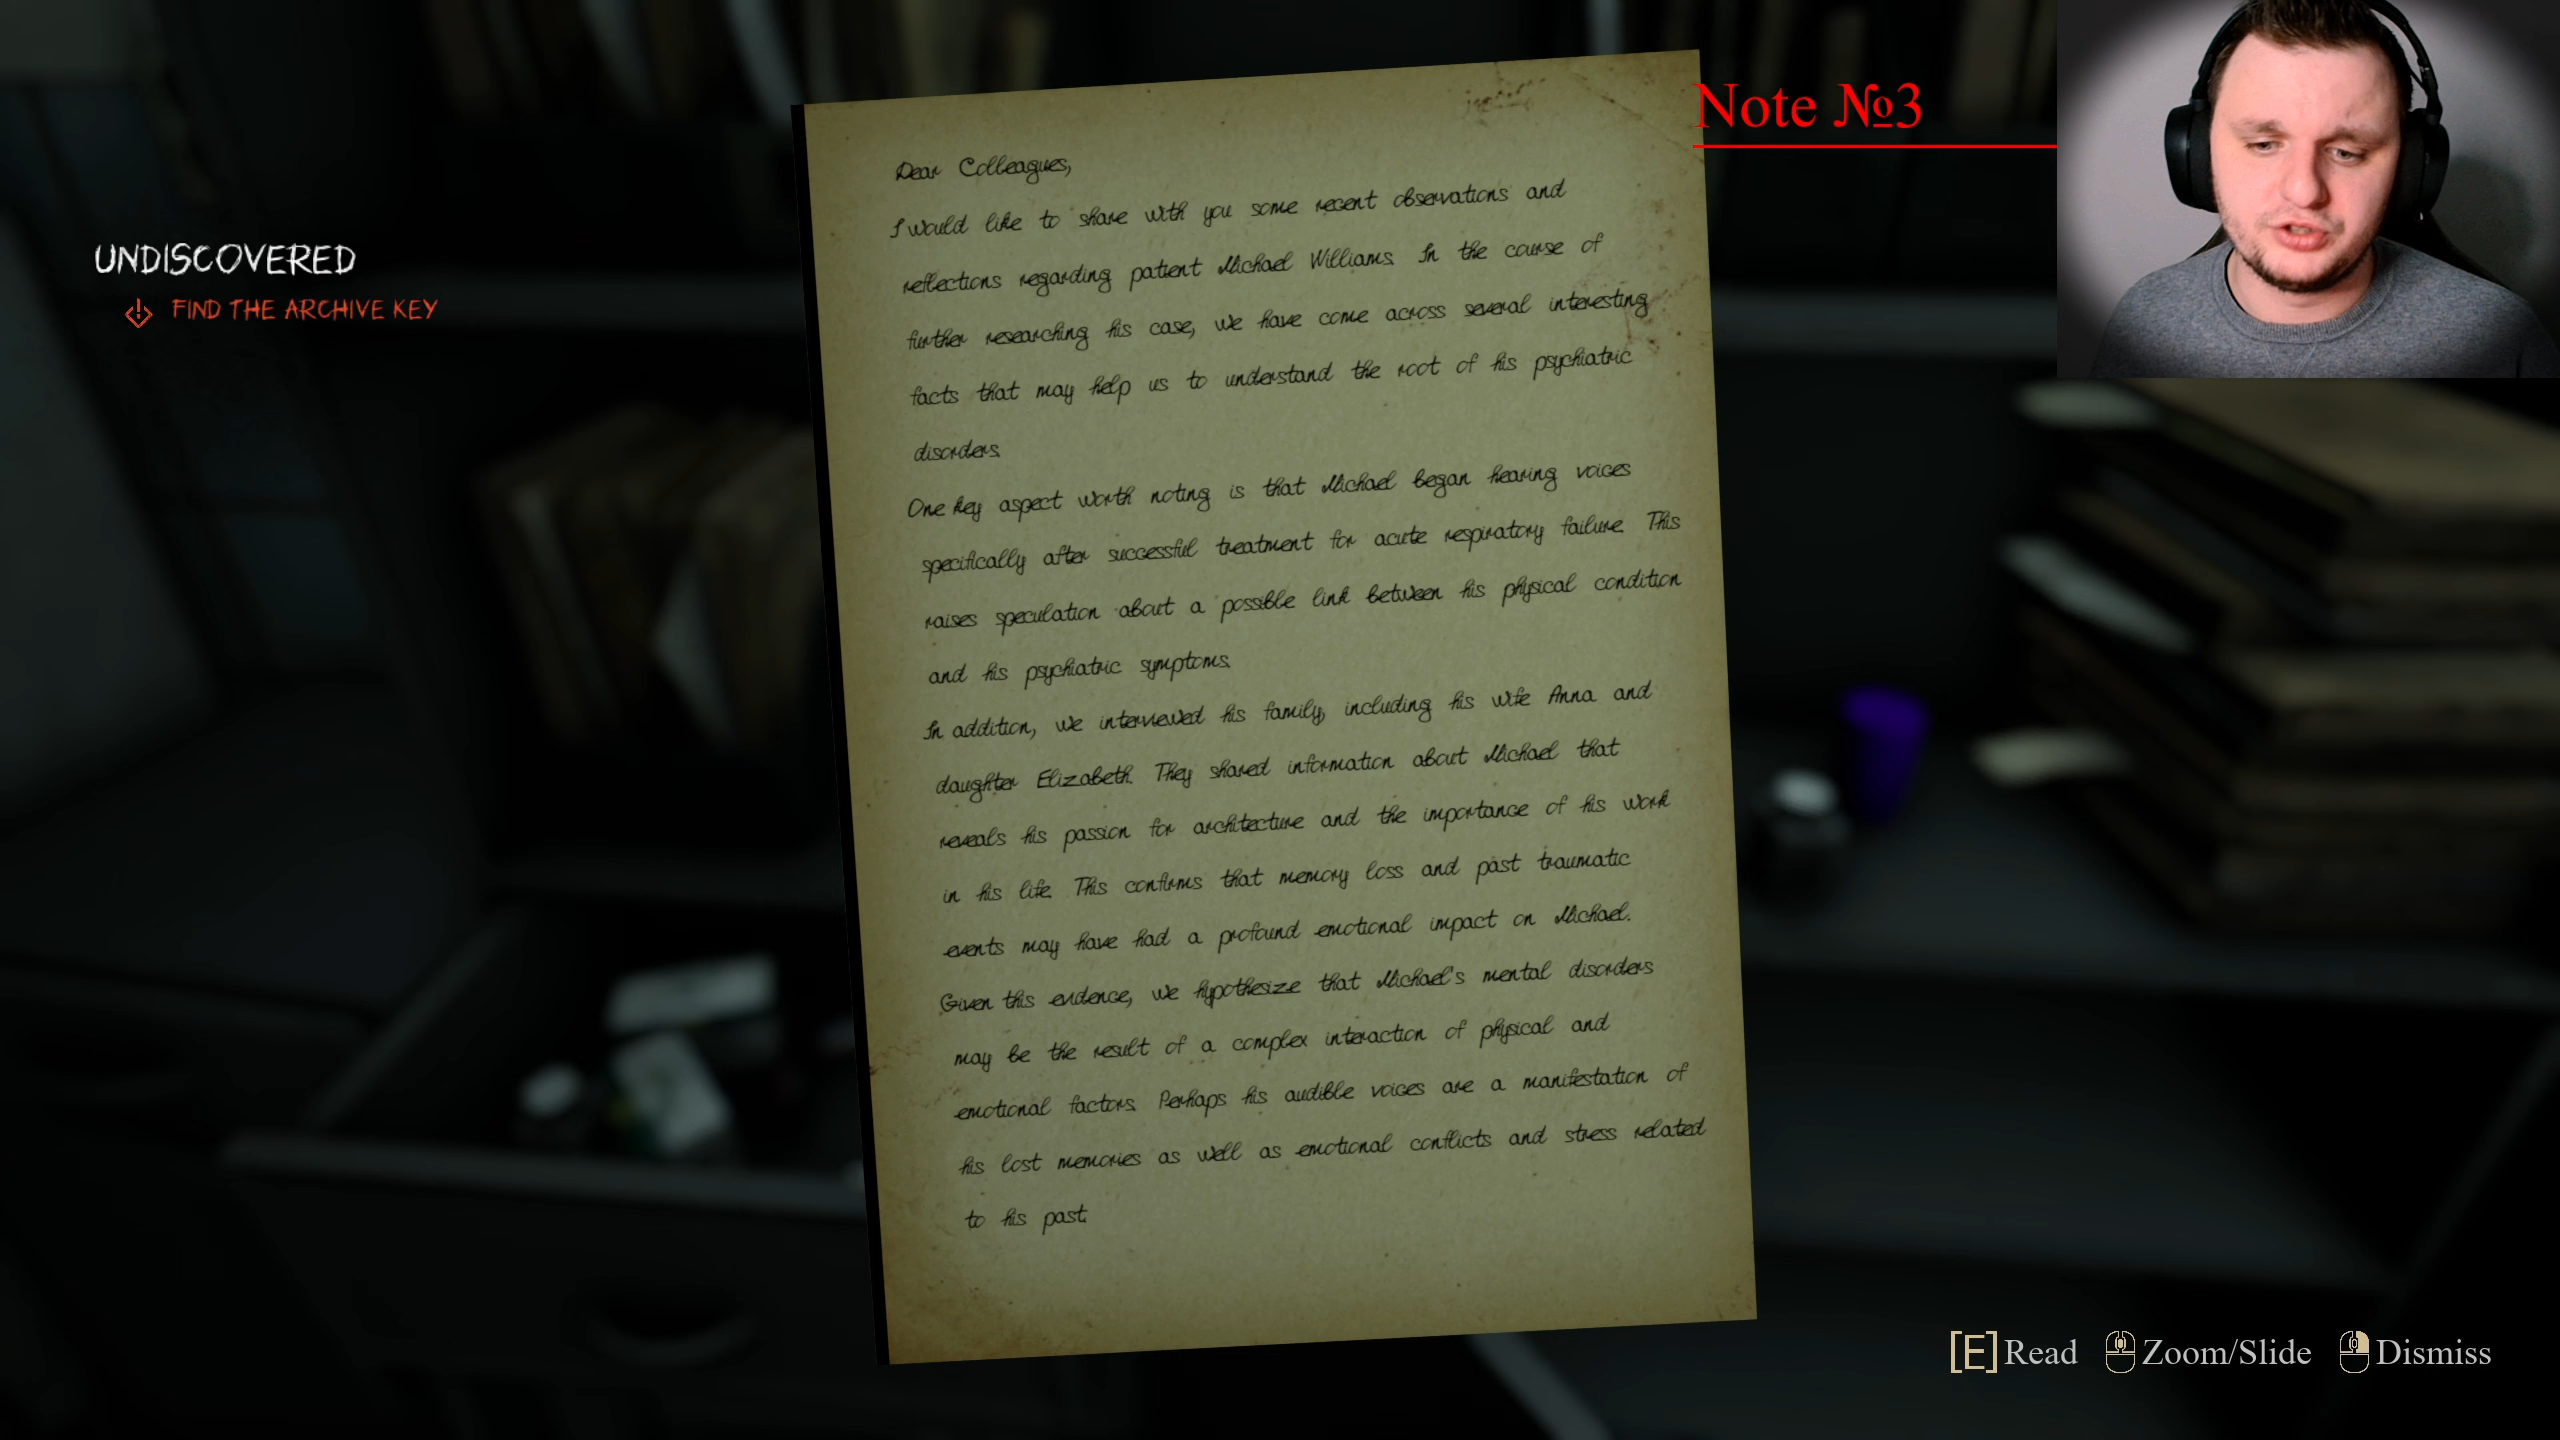 Note №3
UNDISCOVERED
FIND THE ARCHIVE KEY
Dear Colleagues,
I would like to share with you some recent observations and
reflections regarding patient Michael Williams. In the course of
further researching his case, we have come across several interesting
facts that may help us to understand the root of his psychiatric
disorders.
One key aspect worth noting is that Michael began hearing voices
specifically after successful treatment for acute respiratory failure. This
raises speculation about a possible link between his physical condition
and his psychiatric symptoms.
In addition, we interviewed his family, including his wife Anna and
daughter Elizabeth. They shared information about Michael that
reveals his passion for architecture and the importance of his work
in his life. This confirms that memory loss and past traumatic
events may have had a profound emotional impact on Michael.
Given this evidence, we hypothesize that Michael's mental disorders
may be the result of a complex interaction of physical and
emotional factors. Perhaps his audible voices are a manifestation of
his lost memories as well as emotional conflicts and stress related
to his past.
[E] Read Zoom/Slide Dismiss